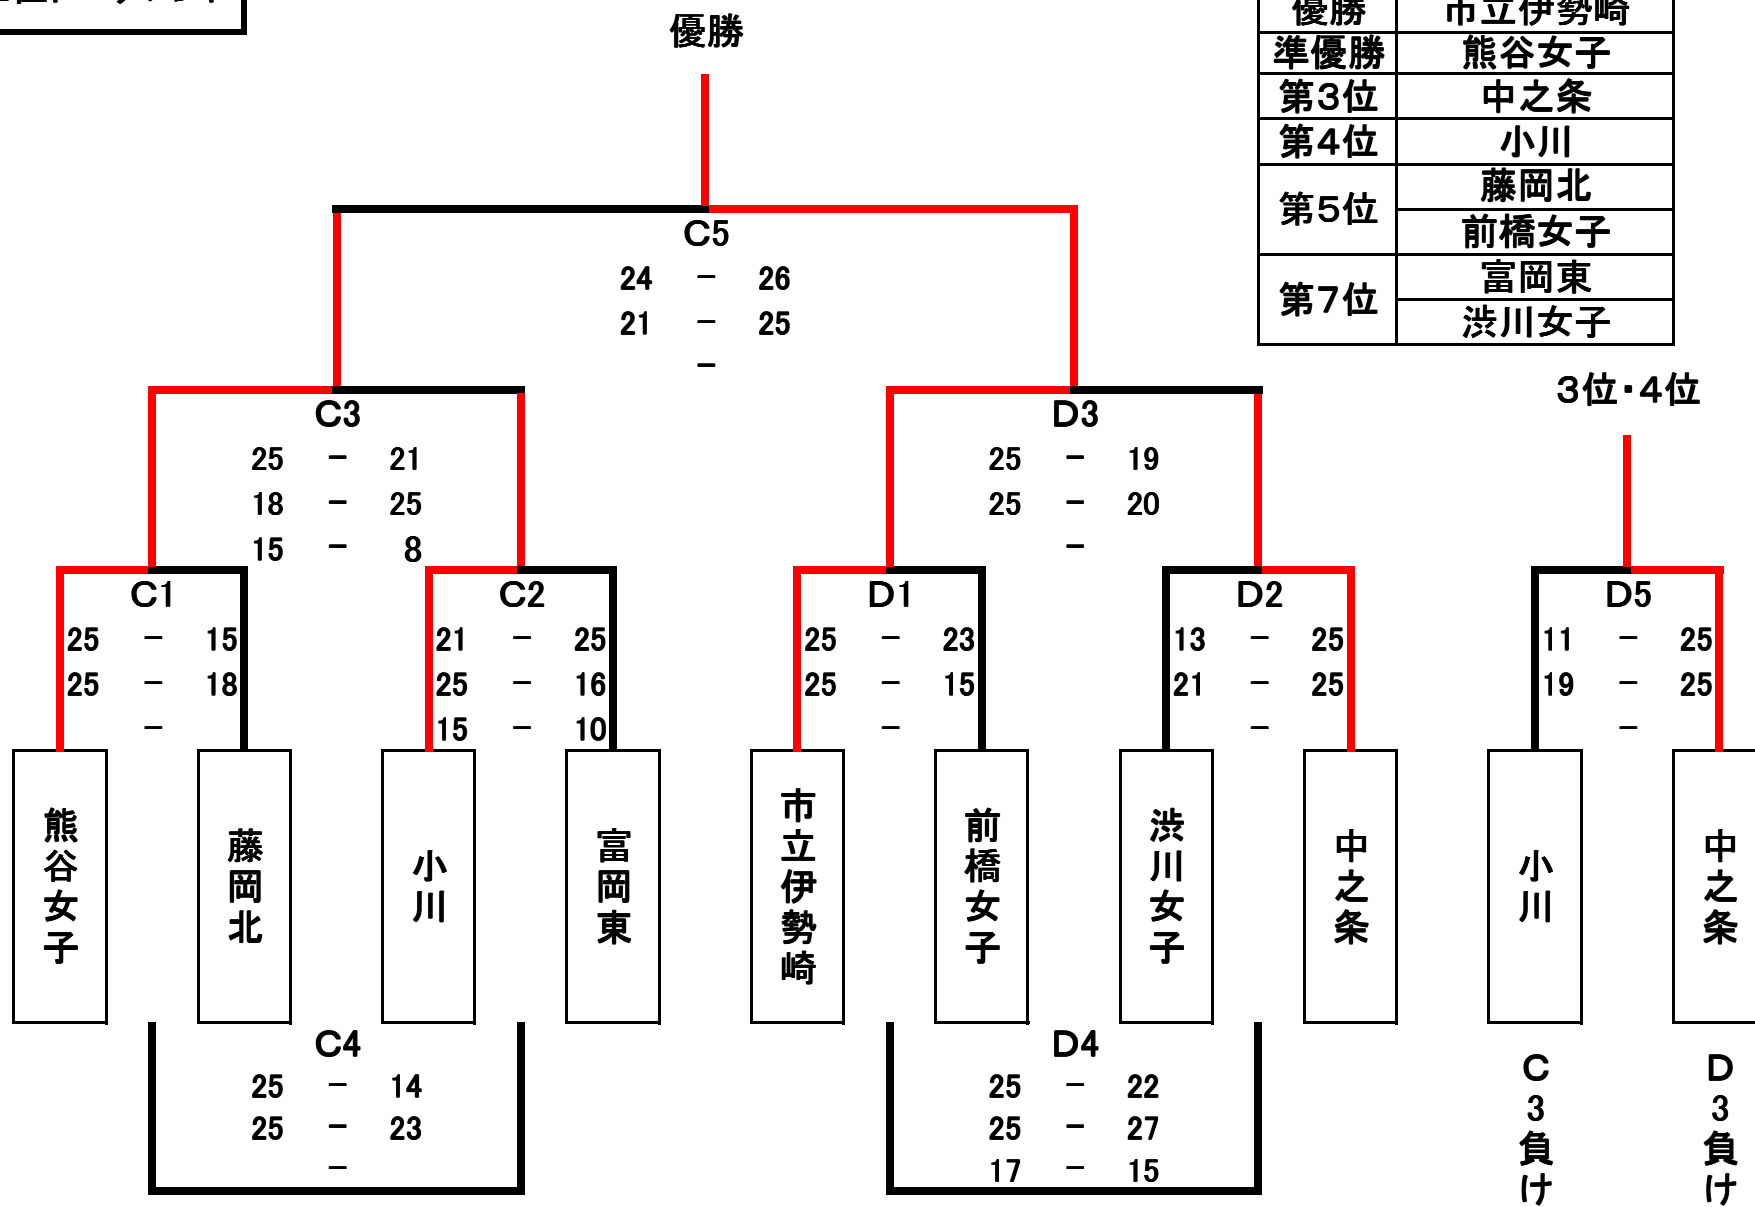 優勝
優勝 市立伊勢崎
準優勝 熊谷女子
第3位 中之条
第4位 小川
第5位 藤岡北
前橋女子
第7位 富岡東
渋川女子
C5
24 － 26
21 － 25
－
3位・4位
C3
25 － 21
18 － 25
15 － 8
D3
25 － 19
25 － 20
－
C1
25 － 15
25 － 18
－
C2
21 － 25
25 － 16
15 － 10
D1
25 － 23
25 － 15
－
D2
13 － 25
21 － 25
－
D5
11 － 25
19 － 25
－
熊谷女子
藤岡北
小川
富岡東
市立伊勢崎
前橋女子
渋川女子
中之条
小川
中之条
C4
25 － 14
25 － 23
－
D4
25 － 22
25 － 27
17 － 15
C3負け
D3負け